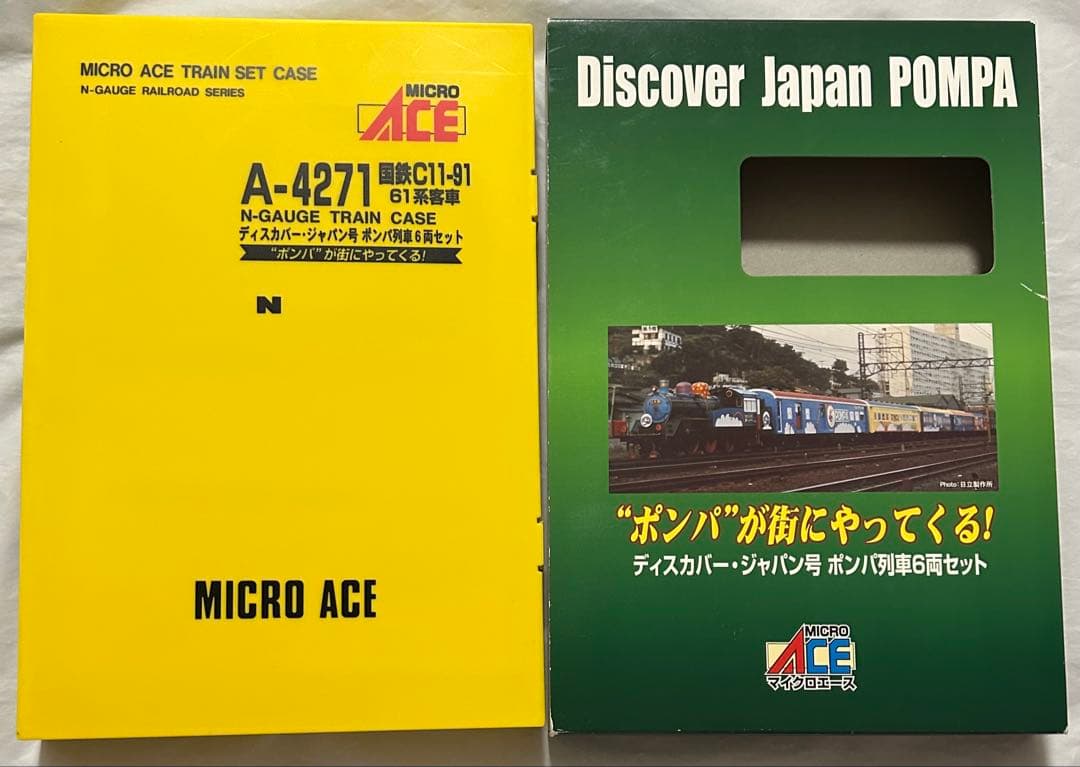 MICRO ACE TRAIN SET CASE
N-GAUGE RAILROAD SERIES
MICRO
ACE
A-4271 国鉄C11-91
61系客車
N-GAUGE TRAIN CASE
ディスカバー・ジャパン号 ポンパ列車6両セット
“ポンパ”が街にやってくる!
N
MICRO ACE
Discover Japan POMPA
Photo:日立製作所
“ポンパ”が街にやってくる!
ディスカバー・ジャパン号 ポンパ列車6両セット
MICRO
ACE
マイクロエース